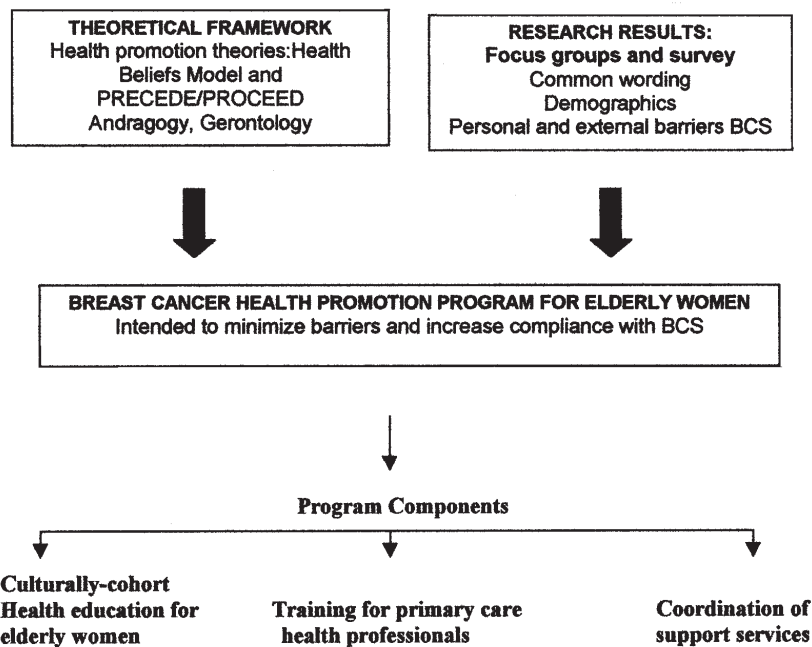 THEORETICAL FRAMEWORK
Health promotion theories:Health
Beliefs Model and
PRECEDE/PROCEED
Andragogy, Gerontology
RESEARCH RESULTS:
Focus groups and survey
Common wording
Demographics
Personal and external barriers BCS
BREAST CANCER HEALTH PROMOTION PROGRAM FOR ELDERLY WOMEN
Intended to minimize barriers and increase compliance with BCS
Program Components
Culturally-cohort
Health education for
elderly women
Training for primary care
health professionals
Coordination of
support services